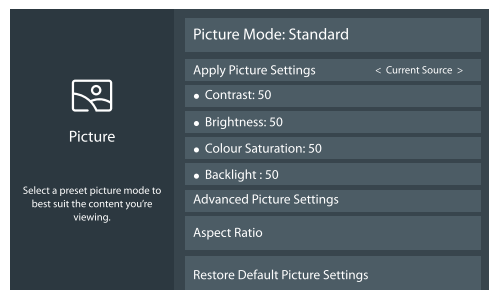 Picture
Select a preset picture mode to
best suit the content you're
viewing.
Picture Mode: Standard
Apply Picture Settings < Current Source >
• Contrast: 50
• Brightness: 50
• Colour Saturation: 50
• Backlight : 50
Advanced Picture Settings
Aspect Ratio
Restore Default Picture Settings